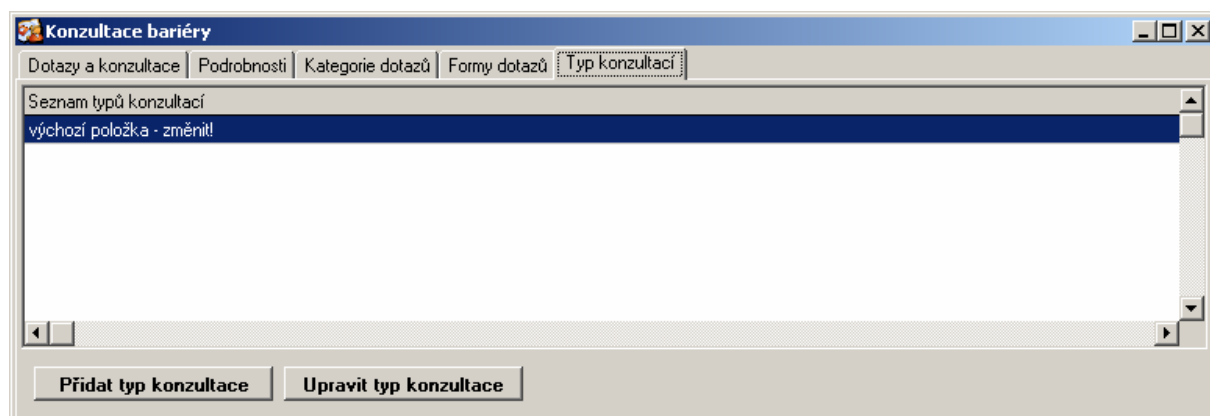 Konzultace bariéry
Dotazy a konzultace Podrobnosti Kategorie dotazů Formy dotazů Typ konzultací
Seznam typů konzultací
výchozí položka - změnit!
Přidat typ konzultace Upravit typ konzultace